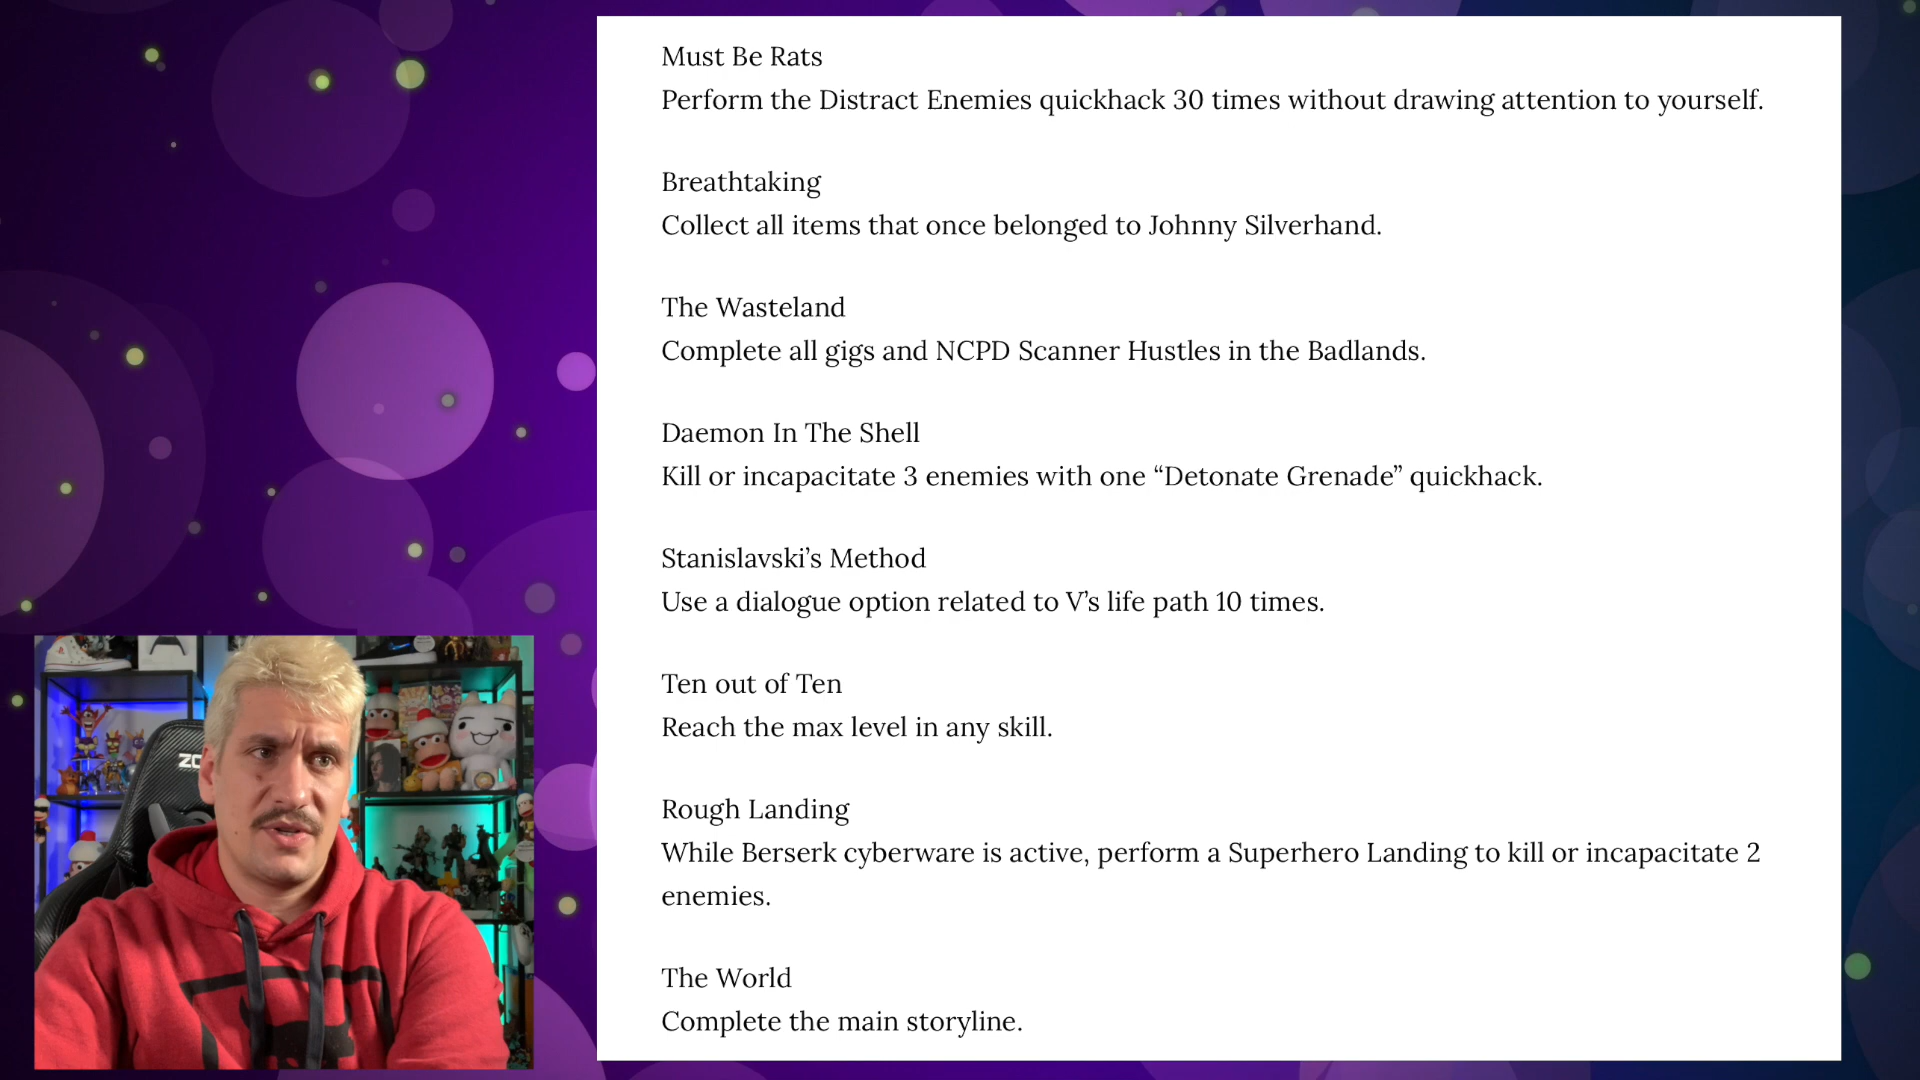 Must Be Rats
Perform the Distract Enemies quickhack 30 times without drawing attention to yourself.
Breathtaking
Collect all items that once belonged to Johnny Silverhand.
The Wasteland
Complete all gigs and NCPD Scanner Hustles in the Badlands.
Daemon In The Shell
Kill or incapacitate 3 enemies with one “Detonate Grenade” quickhack.
Stanislavski’s Method
Use a dialogue option related to V’s life path 10 times.
Ten out of Ten
Reach the max level in any skill.
Rough Landing
While Berserk cyberware is active, perform a Superhero Landing to kill or incapacitate 2
enemies.
The World
Complete the main storyline.